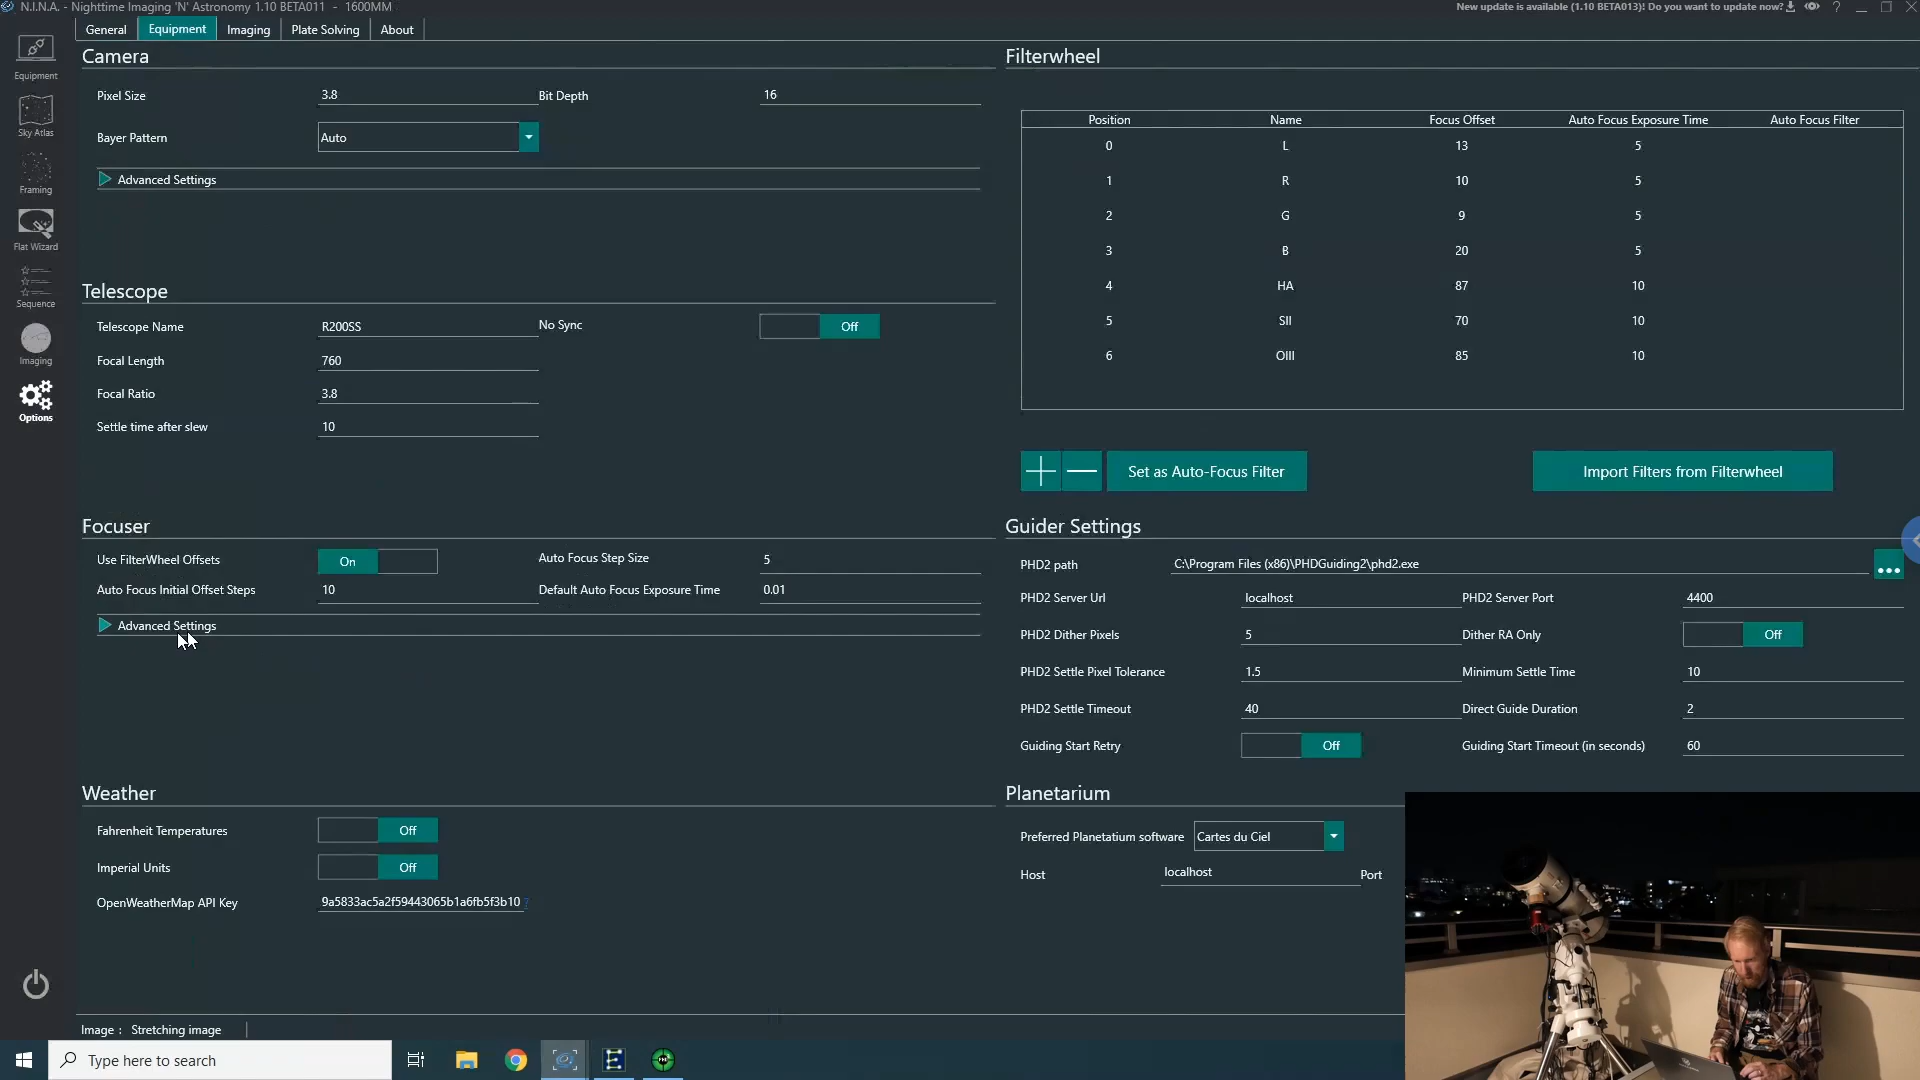 N.I.N.A. - Nighttime Imaging 'N' Astronomy 1.10 BETA011 - 1600MM
New update is available (1.10 BETA013)! Do you want to update now?
General Equipment Imaging Plate Solving About
Equipment
Sky Atlas
Framing
Flat Wizard
Sequence
Imaging
Options
Camera
Pixel Size 3.8 Bit Depth 16
Bayer Pattern Auto
Advanced Settings
Telescope
Telescope Name R200SS No Sync Off
Focal Length 760
Focal Ratio 3.8
Settle time after slew 10
Focuser
Use FilterWheel Offsets On Auto Focus Step Size 5
Auto Focus Initial Offset Steps 10 Default Auto Focus Exposure Time 0.01
Advanced Settings
Weather
Fahrenheit Temperatures Off
Imperial Units Off
OpenWeatherMap API Key 9a5833ac5a2f59443065b1a6fb5f3b10 ?
Filterwheel
Position Name Focus Offset Auto Focus Exposure Time Auto Focus Filter
0 L 13 5
1 R 10 5
2 G 9 5
3 B 20 5
4 HA 87 10
5 SII 70 10
6 OIII 85 10
Set as Auto-Focus Filter Import Filters from Filterwheel
Guider Settings
PHD2 path C:\Program Files (x86)\PHDGuiding2\phd2.exe ...
PHD2 Server Url localhost PHD2 Server Port 4400
PHD2 Dither Pixels 5 Dither RA Only Off
PHD2 Settle Pixel Tolerance 1.5 Minimum Settle Time 10
PHD2 Settle Timeout 40 Direct Guide Duration 2
Guiding Start Retry Off Guiding Start Timeout (in seconds) 60
Planetarium
Preferred Planetatium software Cartes du Ciel
Host localhost Port
Image : Stretching image
Type here to search